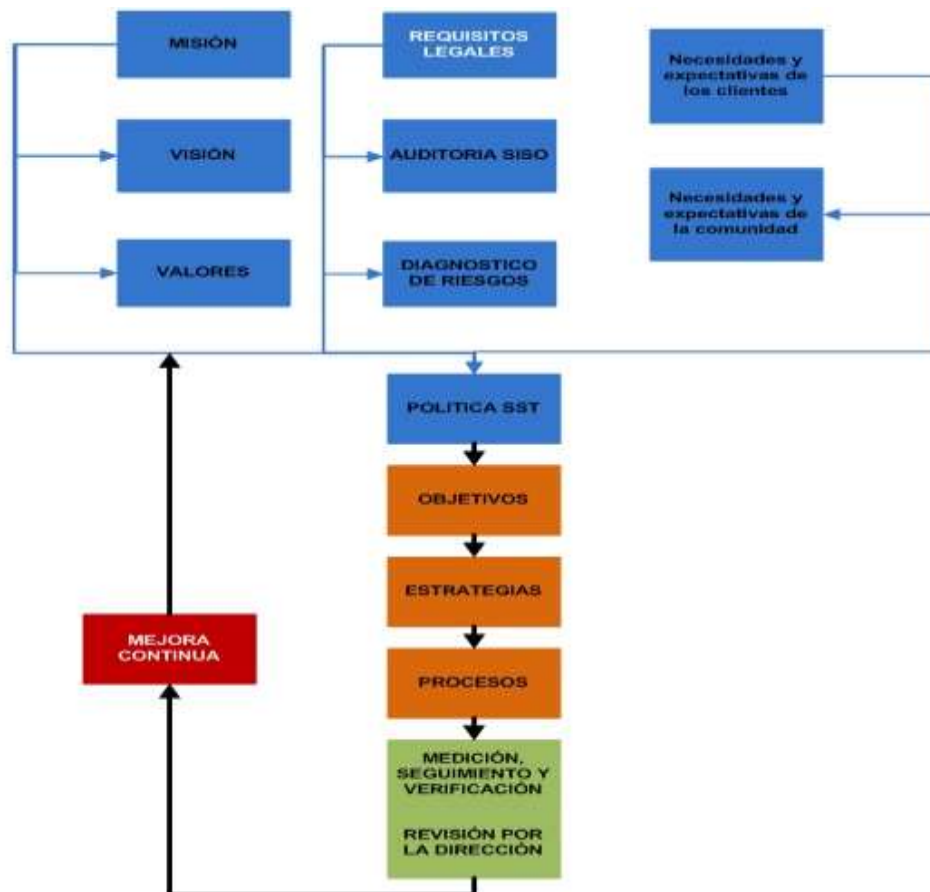 MISIÓN
REQUISITOS
LEGALES
Necesidades y
expectativas de
los clientes
VISIÓN
AUDITORIA SISO
Necesidades y
expectativas de
la comunidad
VALORES
DIAGNOSTICO
DE RIESGOS
POLITICA SST
OBJETIVOS
ESTRATEGIAS
MEJORA
CONTINUA
PROCESOS
MEDICIÓN,
SEGUIMIENTO Y
VERIFICACIÓN
REVISIÓN POR
LA DIRECCIÓN